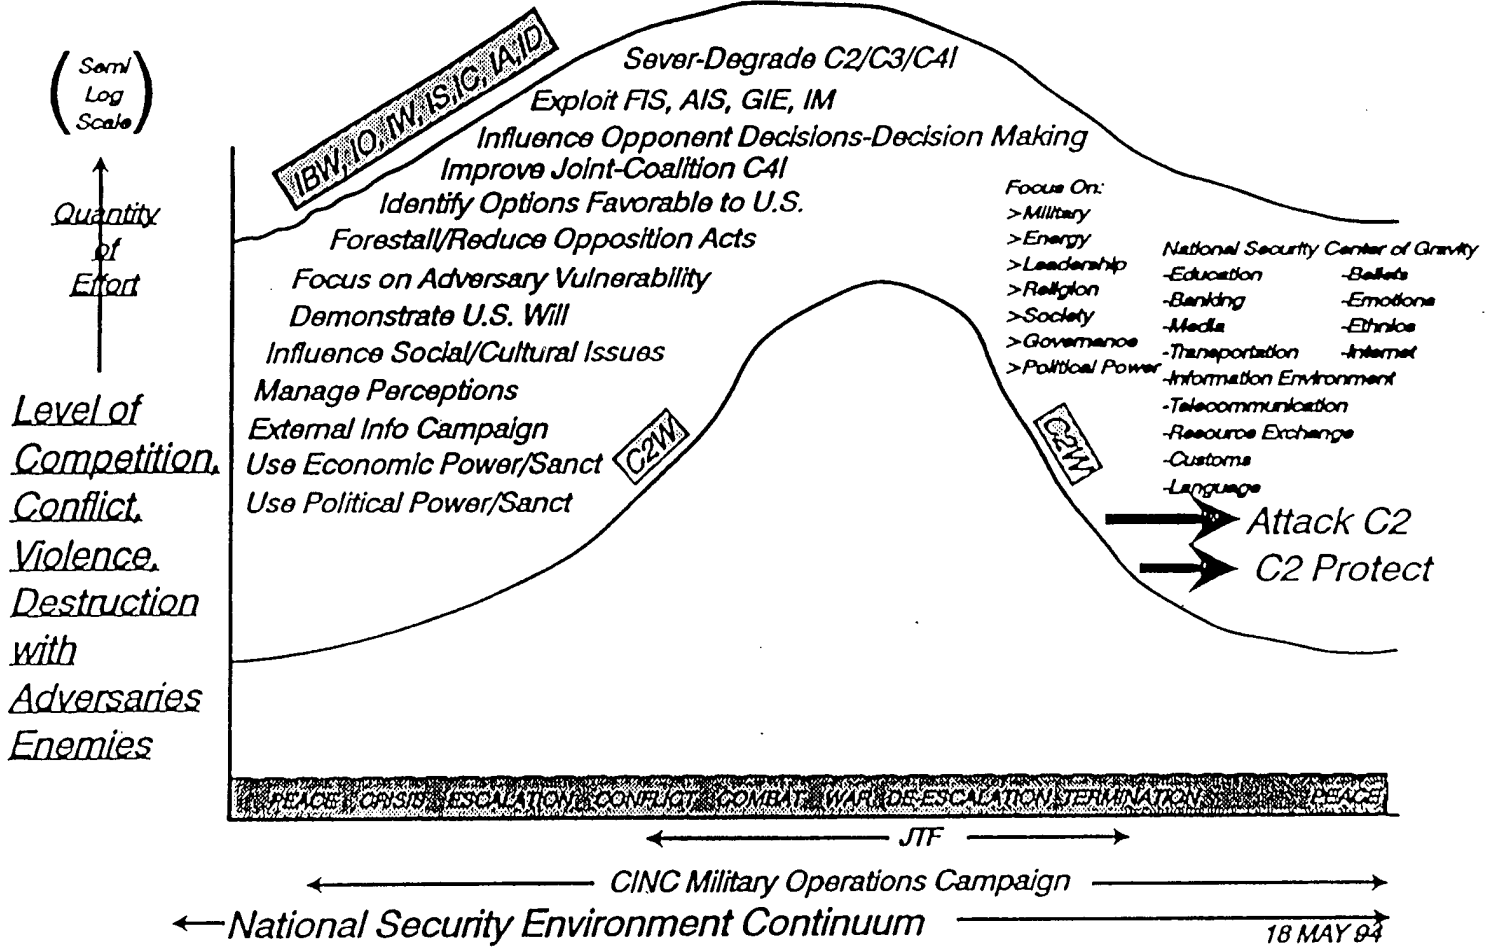 Semi
Log
Scale
Quantity
of
Effort
Level of
Competition,
Conflict,
Violence,
Destruction
with
Adversaries
Enemies
IBW, IO, IW, IS, IC, IA, ID
Sever-Degrade C2/C3/C4I
Exploit FIS, AIS, GIE, IM
Influence Opponent Decisions-Decision Making
Improve Joint-Coalition C4I
Identify Options Favorable to U.S.
Forestall/Reduce Opposition Acts
Focus on Adversary Vulnerability
Demonstrate U.S. Will
Influence Social/Cultural Issues
Manage Perceptions
External Info Campaign
Use Economic Power/Sanct
Use Political Power/Sanct
C2W
C2W
Focus On:
>Military
>Energy
>Leadership
>Religion
>Society
>Governance
>Political Power
National Security Center of Gravity
-Education -Beliefs
-Banking -Emotions
-Media -Ethnics
-Transportation -Internet
-Information Environment
-Telecommunication
-Resource Exchange
-Customs
-Language
Attack C2
C2 Protect
PEACE CRISIS ESCALATION CONFLICT COMBAT WAR DE-ESCALATION TERMINATION PEACE
JTF
CINC Military Operations Campaign
National Security Environment Continuum
18 MAY 94